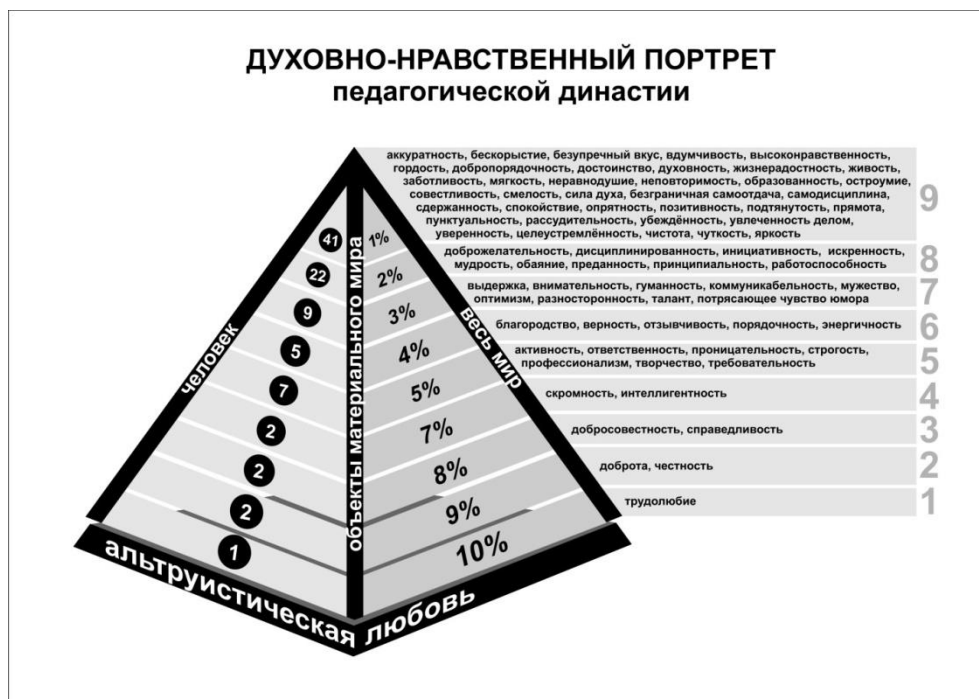 ДУХОВНО-НРАВСТВЕННЫЙ ПОРТРЕТ
педагогической династии
аккуратность, бескорыстие, безупречный вкус, вдумчивость, высоконравственность,
гордость, добропорядочность, достоинство, духовность, жизнерадостность, живость,
заботливость, мягкость, неравнодушие, неповторимость, образованность, остроумие,
совестливость, смелость, сила духа, безграничная самоотдача, самодисциплина,
сдержанность, спокойствие, опрятность, позитивность, подтянутость, прямота,
пунктуальность, рассудительность, убеждённость, увлеченность делом,
уверенность, целеустремлённость, чистота, чуткость, яркость
9
41
1%
доброжелательность, дисциплинированность, инициативность, искренность,
мудрость, обаяние, преданность, принципиальность, работоспособность
8
22
2%
выдержка, внимательность, гуманность, коммуникабельность, мужество,
оптимизм, разносторонность, талант, потрясающее чувство юмора
7
9
3%
благородство, верность, отзывчивость, порядочность, энергичность
6
5
4%
активность, ответственность, проницательность, строгость,
профессионализм, творчество, требовательность
5
7
5%
скромность, интеллигентность
4
2
7%
добросовестность, справедливость
3
2
8%
доброта, честность
2
2
9%
трудолюбие
1
1
10%
человек
объекты материального мира
весь мир
альтруистическая любовь